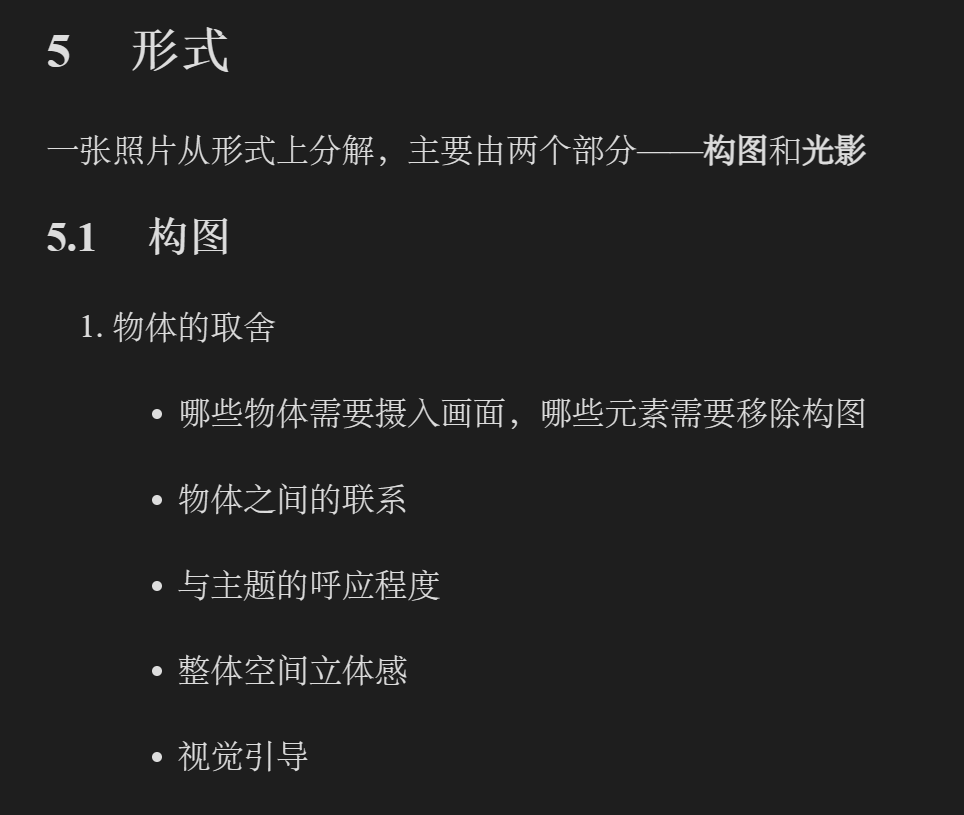 5 形式
一张照片从形式上分解，主要由两个部分——构图和光影
5.1 构图
1. 物体的取舍
• 哪些物体需要摄入画面，哪些元素需要移除构图
• 物体之间的联系
• 与主题的呼应程度
• 整体空间立体感
• 视觉引导